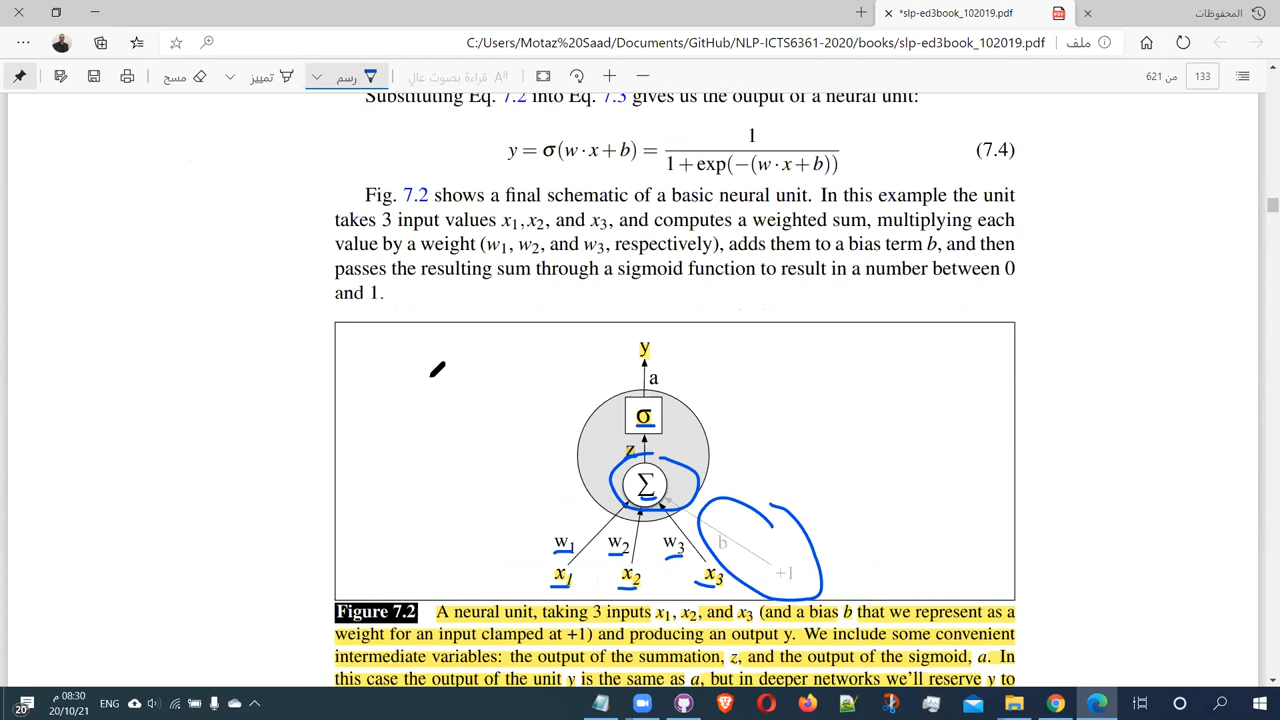 *slp-ed3book_102019.pdf
المحفوظات
C:/Users/Motaz%20Saad/Documents/GitHub/NLP-ICTS6361-2020/books/slp-ed3book_102019.pdf
ملف
مسح
تمييز
رسم
قراءة بصوت عالٍ
من 621
133
Substituting Eq. 7.2 into Eq. 7.3 gives us the output of a neural unit:
y = σ(w · x + b) = 1 / (1 + exp(−(w · x + b))) (7.4)
Fig. 7.2 shows a final schematic of a basic neural unit. In this example the unit
takes 3 input values x₁, x₂, and x₃, and computes a weighted sum, multiplying each
value by a weight (w₁, w₂, and w₃, respectively), adds them to a bias term b, and then
passes the resulting sum through a sigmoid function to result in a number between 0
and 1.
y
a
σ
z
∑
w₁ w₂ w₃ b
x₁ x₂ x₃ +1
Figure 7.2 A neural unit, taking 3 inputs x₁, x₂, and x₃ (and a bias b that we represent as a
weight for an input clamped at +1) and producing an output y. We include some convenient
intermediate variables: the output of the summation, z, and the output of the sigmoid, a. In
this case the output of the unit y is the same as a, but in deeper networks we'll reserve y to
08:30 م
20/10/21
ENG
20